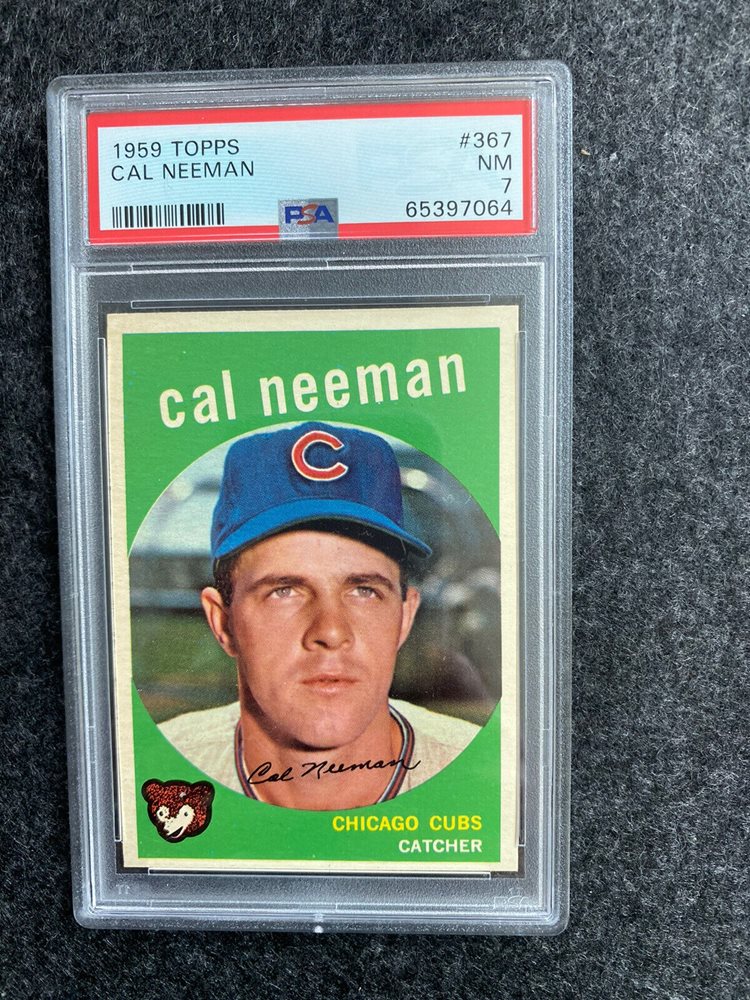 1959 TOPPS #367
CAL NEEMAN NM
7
PSA 65397064
cal neeman
C
Cal Neeman
CHICAGO CUBS
CATCHER